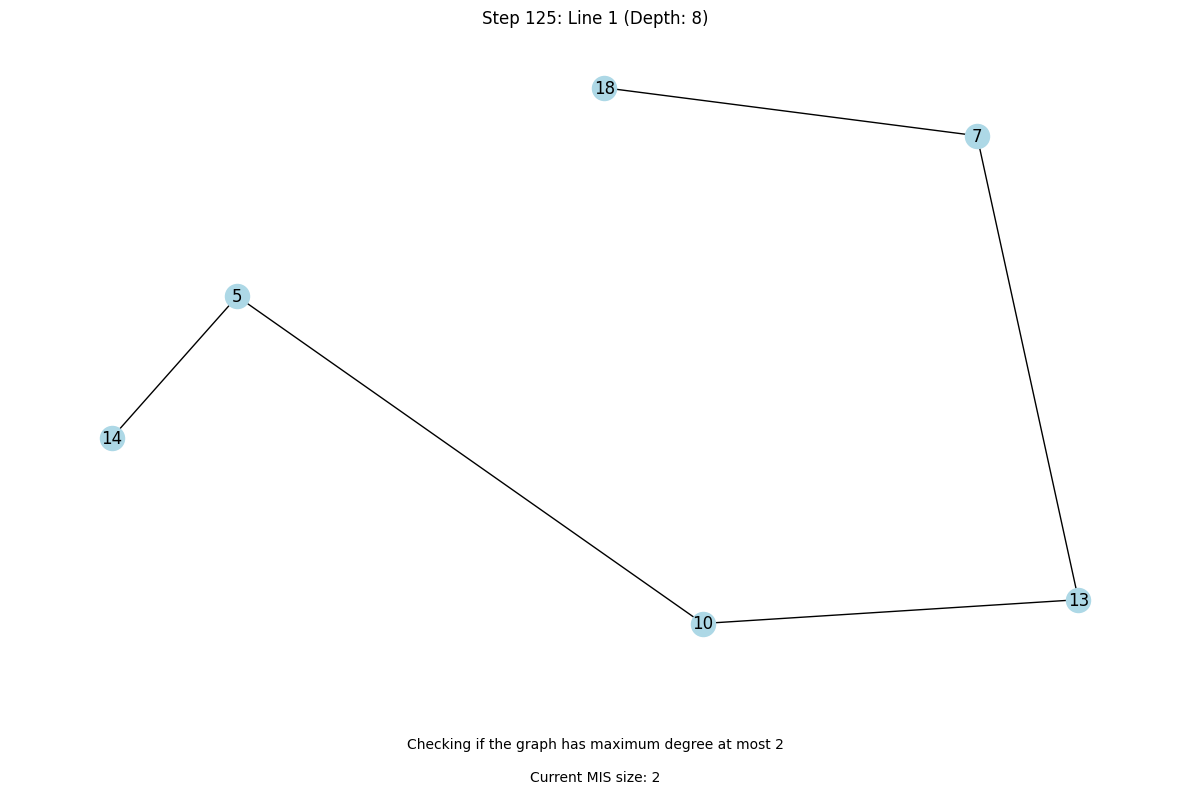 Step 125: Line 1 (Depth: 8)
18
7
5
14
13
10
Checking if the graph has maximum degree at most 2
Current MIS size: 2